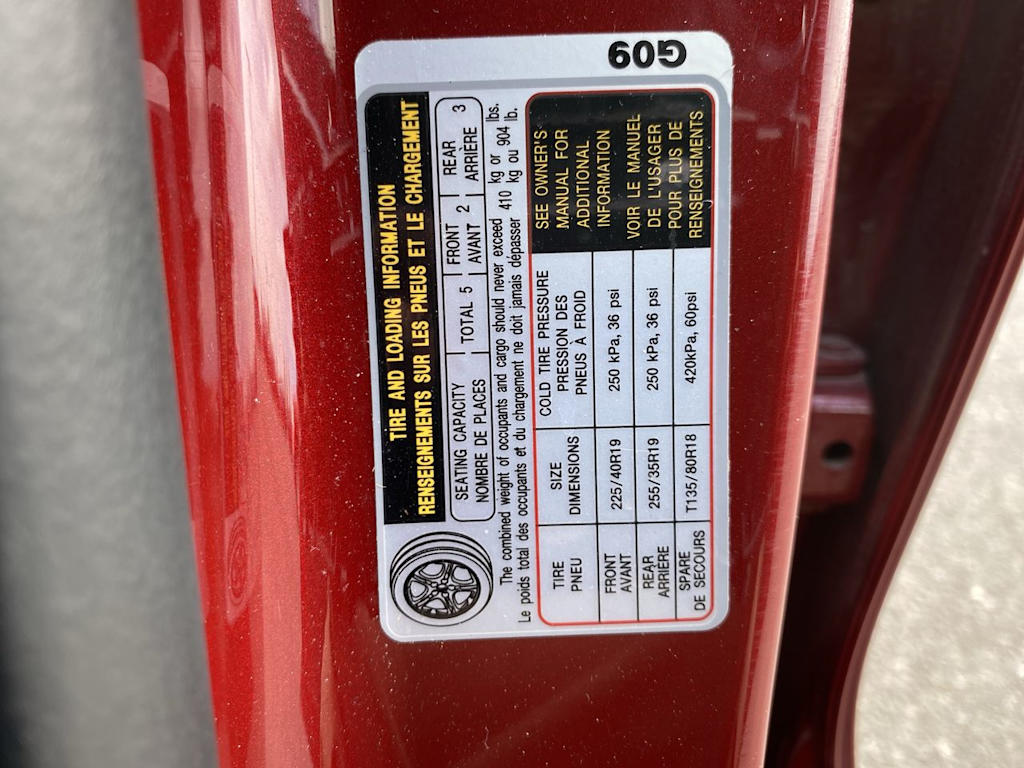 G09
TIRE AND LOADING INFORMATION
RENSEIGNEMENTS SUR LES PNEUS ET LE CHARGEMENT
SEATING CAPACITY
NOMBRE DE PLACES
TOTAL 5
FRONT
AVANT
2
REAR
ARRIÈRE
3
The combined weight of occupants and cargo should never exceed 410 kg or 904 lbs.
Le poids total des occupants et du chargement ne doit jamais dépasser 410 kg ou 904 lb.
TIRE
PNEU
SIZE
DIMENSIONS
COLD TIRE PRESSURE
PRESSION DES
PNEUS À FROID
FRONT
AVANT
225/40R19
250 kPa, 36 psi
REAR
ARRIÈRE
255/35R19
250 kPa, 36 psi
SPARE
DE SECOURS
T135/80R18
420kPa, 60psi
SEE OWNER'S
MANUAL FOR
ADDITIONAL
INFORMATION
VOIR LE MANUEL
DE L'USAGER
POUR PLUS DE
RENSEIGNEMENTS